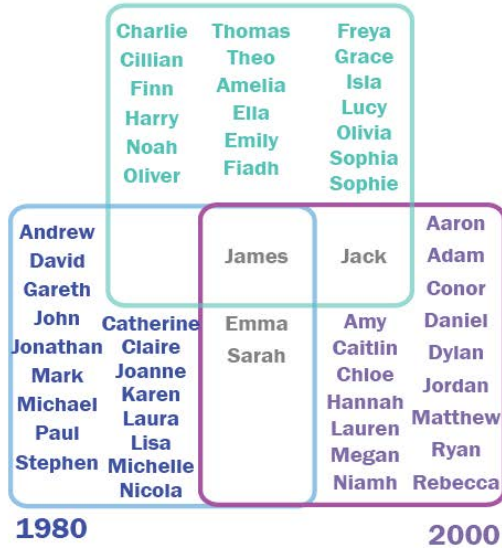 Charlie
Cillian
Finn
Harry
Noah
Oliver
Thomas
Theo
Amelia
Ella
Emily
Fiadh
Freya
Grace
Isla
Lucy
Olivia
Sophia
Sophie
Andrew
David
Gareth
John
Jonathan
Mark
Michael
Paul
Stephen
Catherine
Claire
Joanne
Karen
Laura
Lisa
Michelle
Nicola
James
Emma
Sarah
Jack
Amy
Caitlin
Chloe
Hannah
Lauren
Megan
Niamh
Aaron
Adam
Conor
Daniel
Dylan
Jordan
Matthew
Ryan
Rebecca
1980
2000